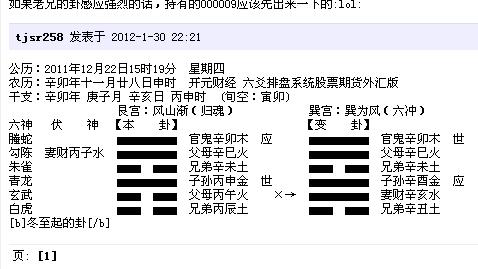 如果老兄的卦感应强烈的话，持有的000009应该先出来一下的:lol:
tjsr258 发表于 2012-1-30 22:21
公历：2011年12月22日15时19分 星期四
农历：辛卯年十一月廿八日申时 开元财经 六爻排盘系统股票期货外汇版
干支：辛卯年 庚子月 辛亥日 丙申时 （旬空：寅卯）
艮宫：风山渐（归魂） 巽宫：巽为风（六冲）
六神 伏 神 【本 卦】 【变 卦】
螣蛇 官鬼辛卯木 应 官鬼辛卯木 世
勾陈 妻财丙子水 父母辛巳火 父母辛巳火
朱雀 兄弟辛未土 兄弟辛未土
青龙 子孙丙申金 世 子孙辛酉金 应
玄武 父母丙午火 ×→ 妻财辛亥水
白虎 兄弟丙辰土 兄弟辛丑土
[b]冬至起的卦[/b]
页: [1]